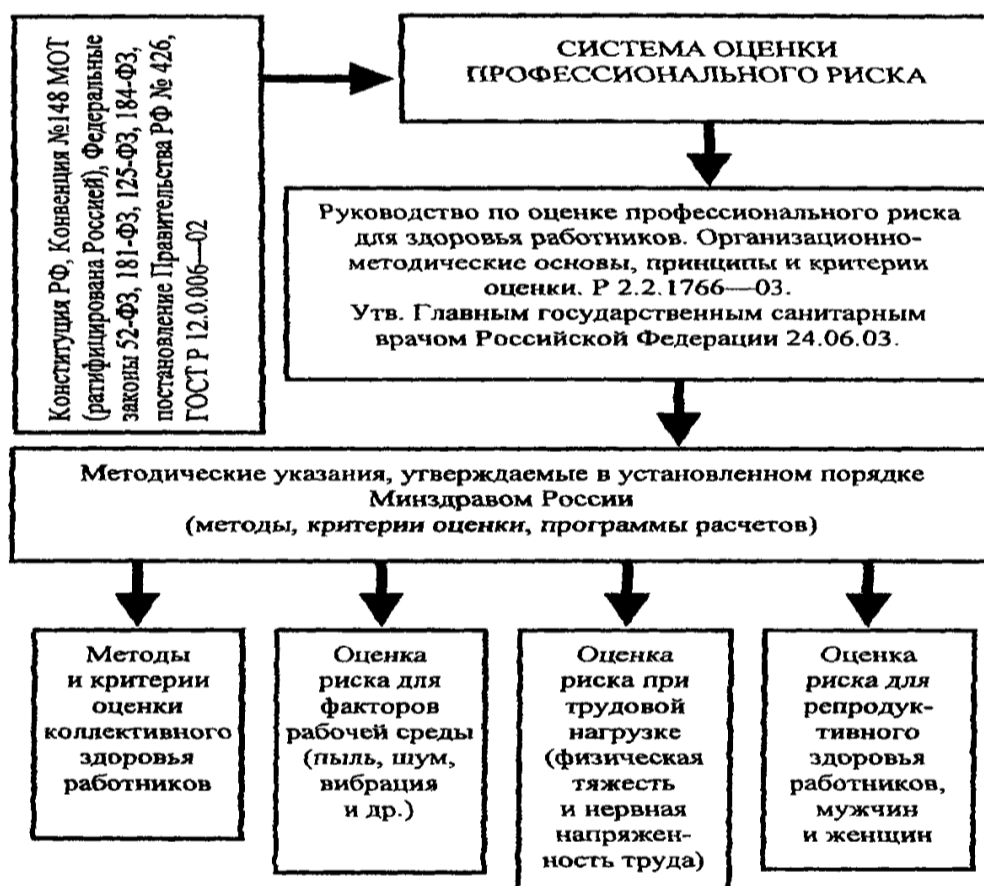 Конституция РФ, Конвенция №148 МОТ
(ратифицирована Россией), Федеральные
законы 52-ФЗ, 181-ФЗ, 125-ФЗ, 184-ФЗ,
постановление Правительства РФ № 426,
ГОСТ Р 12.0.006—02
СИСТЕМА ОЦЕНКИ
ПРОФЕССИОНАЛЬНОГО РИСКА
Руководство по оценке профессионального риска
для здоровья работников. Организационно-
методические основы, принципы и критерии
оценки. Р 2.2.1766—03.
Утв. Главным государственным санитарным
врачом Российской Федерации 24.06.03.
Методические указания, утверждаемые в установленном порядке
Минздравом России
(методы, критерии оценки, программы расчетов)
Методы
и критерии
оценки
коллективного
здоровья
работников
Оценка
риска для
факторов
рабочей среды
(пыль, шум,
вибрация
и др.)
Оценка
риска при
трудовой
нагрузке
(физическая
тяжесть
и нервная
напряжен-
ность труда)
Оценка
риска для
репродук-
тивного
здоровья
работников,
мужчин
и женщин